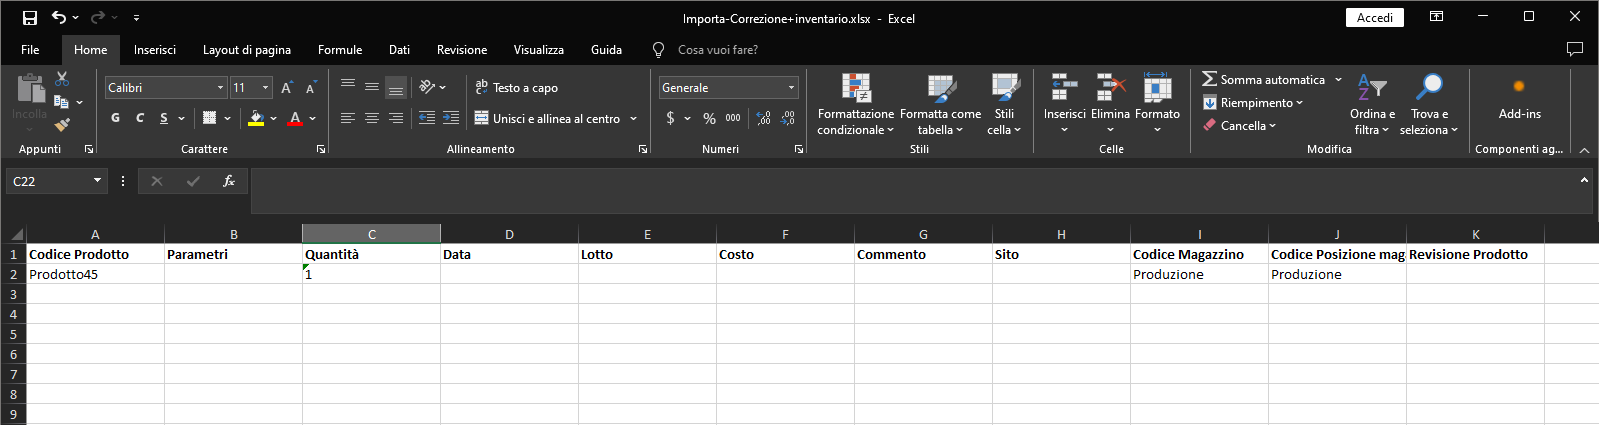 Importa-Correzione+inventario.xlsx - Excel
Accedi
File Home Inserisci Layout di pagina Formule Dati Revisione Visualizza Guida Cosa vuoi fare?
Incolla
Appunti
Calibri 11
G C S A
Carattere
Testo a capo
Unisci e allinea al centro
Allineamento
Generale
$ % 000
Numeri
Formattazione condizionale
Formatta come tabella
Stili cella
Stili
Inserisci Elimina Formato
Celle
Somma automatica
Riempimento
Cancella
Ordina e filtra
Trova e seleziona
Modifica
Add-ins
Componenti ag...
C22 fx
A B C D E F G H I J K
1 Codice Prodotto Parametri Quantità Data Lotto Costo Commento Sito Codice Magazzino Codice Posizione mag Revisione Prodotto
2 Prodotto45 1 Produzione Produzione
3
4
5
6
7
8
9